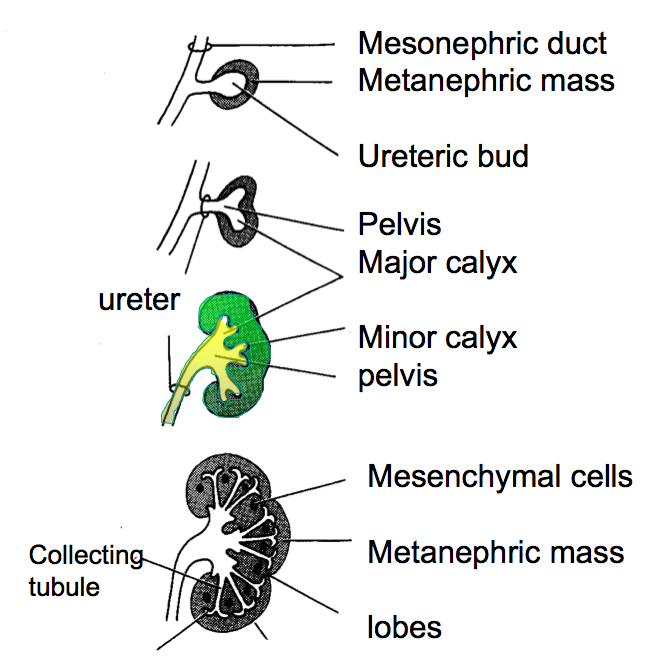 Mesonephric duct
Metanephric mass
Ureteric bud
Pelvis
Major calyx
ureter
Minor calyx
pelvis
Mesenchymal cells
Metanephric mass
Collecting
tubule
lobes